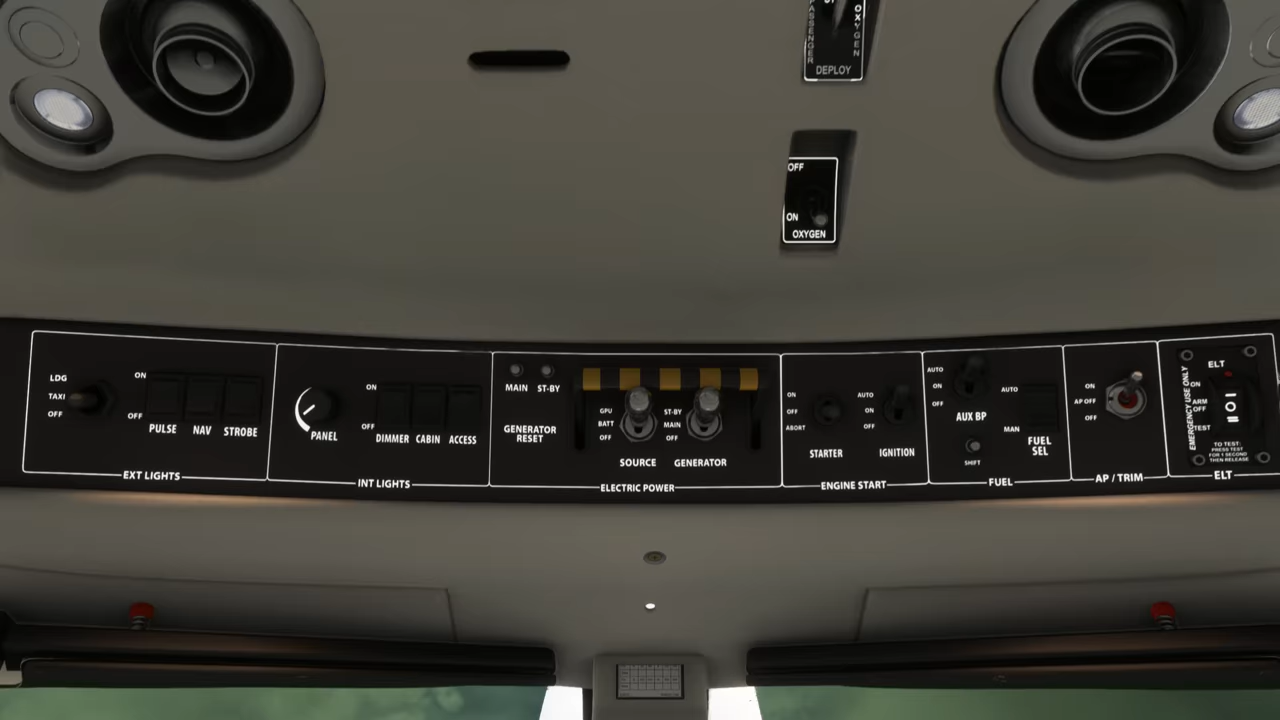 PASSENGER
OXYGEN
DEPLOY
OFF
ON
OXYGEN
LDG
TAXI
OFF
ON
OFF
PULSE NAV STROBE
EXT LIGHTS
PANEL
ON
OFF
DIMMER CABIN ACCESS
INT LIGHTS
MAIN ST-BY
GENERATOR
RESET
GPU
BATT
OFF
SOURCE
ST-BY
MAIN
OFF
GENERATOR
ELECTRIC POWER
ON
OFF
ABORT
STARTER
AUTO
ON
OFF
IGNITION
ENGINE START
AUTO
ON
OFF
AUX BP
SHIFT
AUTO
MAN
FUEL
SEL
FUEL
ON
AP OFF
OFF
AP / TRIM
EMERGENCY USE ONLY
ELT
ON
ARM
OFF
TEST
TO TEST:
PRESS TEST
FOR 1 SECOND
THEN RELEASE
ELT